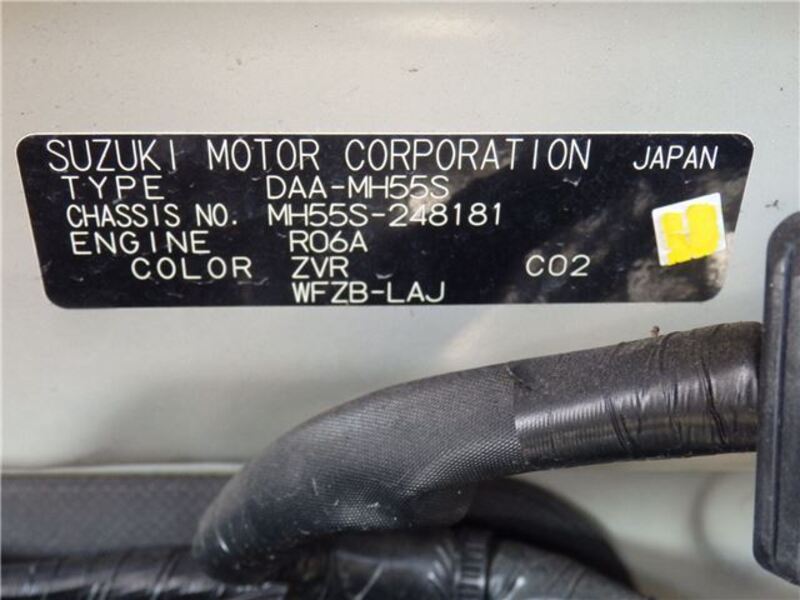 SUZUKI MOTOR CORPORATION JAPAN
TYPE DAA-MH55S
CHASSIS NO. MH55S-248181
ENGINE R06A
COLOR ZVR C02
WFZB-LAJ